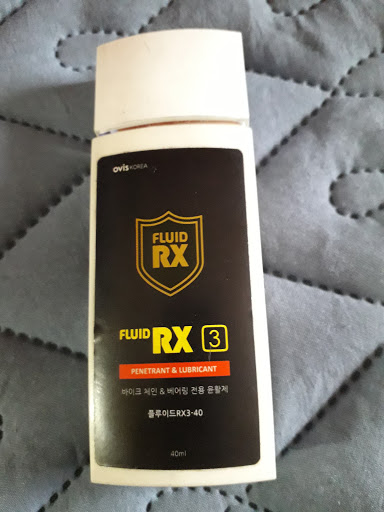 ovis KOREA
FLUID
RX
FLUID RX 3
PENETRANT & LUBRICANT
바이크 체인 & 베어링 전용 윤활제
플루이드RX3-40
40ml